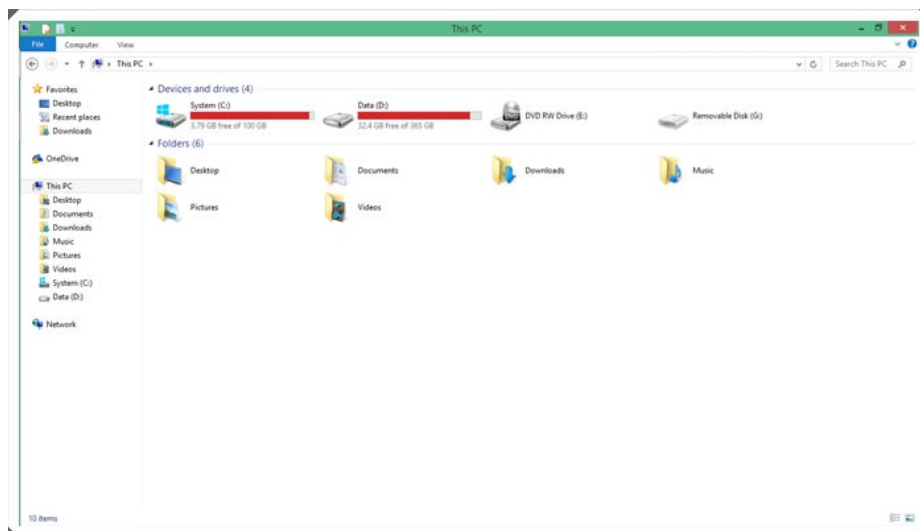 This PC
File Computer View
This PC
Search This PC
Favorites
Desktop
Recent places
Downloads
OneDrive
This PC
Desktop
Documents
Downloads
Music
Pictures
Videos
System (C:)
Data (D:)
Network
Devices and drives (4)
System (C:)
3.79 GB free of 100 GB
Data (D:)
32.4 GB free of 365 GB
DVD
DVD RW Drive (E:)
Removable Disk (G:)
Folders (6)
Desktop
Documents
Downloads
Music
Pictures
Videos
10 items